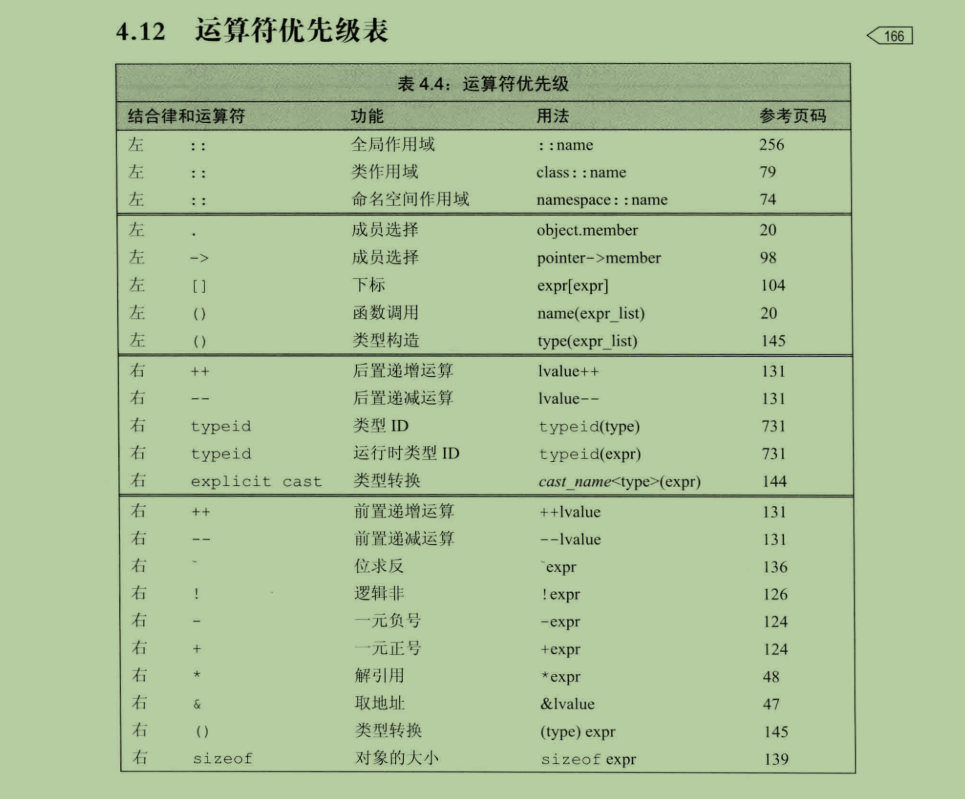 4.12 运算符优先级表
166
表 4.4：运算符优先级
结合律和运算符 功能 用法 参考页码
左 :: 全局作用域 ::name 256
左 :: 类作用域 class::name 79
左 :: 命名空间作用域 namespace::name 74
左 . 成员选择 object.member 20
左 -> 成员选择 pointer->member 98
左 [] 下标 expr[expr] 104
左 () 函数调用 name(expr_list) 20
左 () 类型构造 type(expr_list) 145
右 ++ 后置递增运算 lvalue++ 131
右 -- 后置递减运算 lvalue-- 131
右 typeid 类型 ID typeid(type) 731
右 typeid 运行时类型 ID typeid(expr) 731
右 explicit cast 类型转换 cast_name<type>(expr) 144
右 ++ 前置递增运算 ++lvalue 131
右 -- 前置递减运算 --lvalue 131
右 ~ 位求反 ~expr 136
右 ! 逻辑非 !expr 126
右 - 一元负号 -expr 124
右 + 一元正号 +expr 124
右 * 解引用 *expr 48
右 & 取地址 &lvalue 47
右 () 类型转换 (type) expr 145
右 sizeof 对象的大小 sizeof expr 139